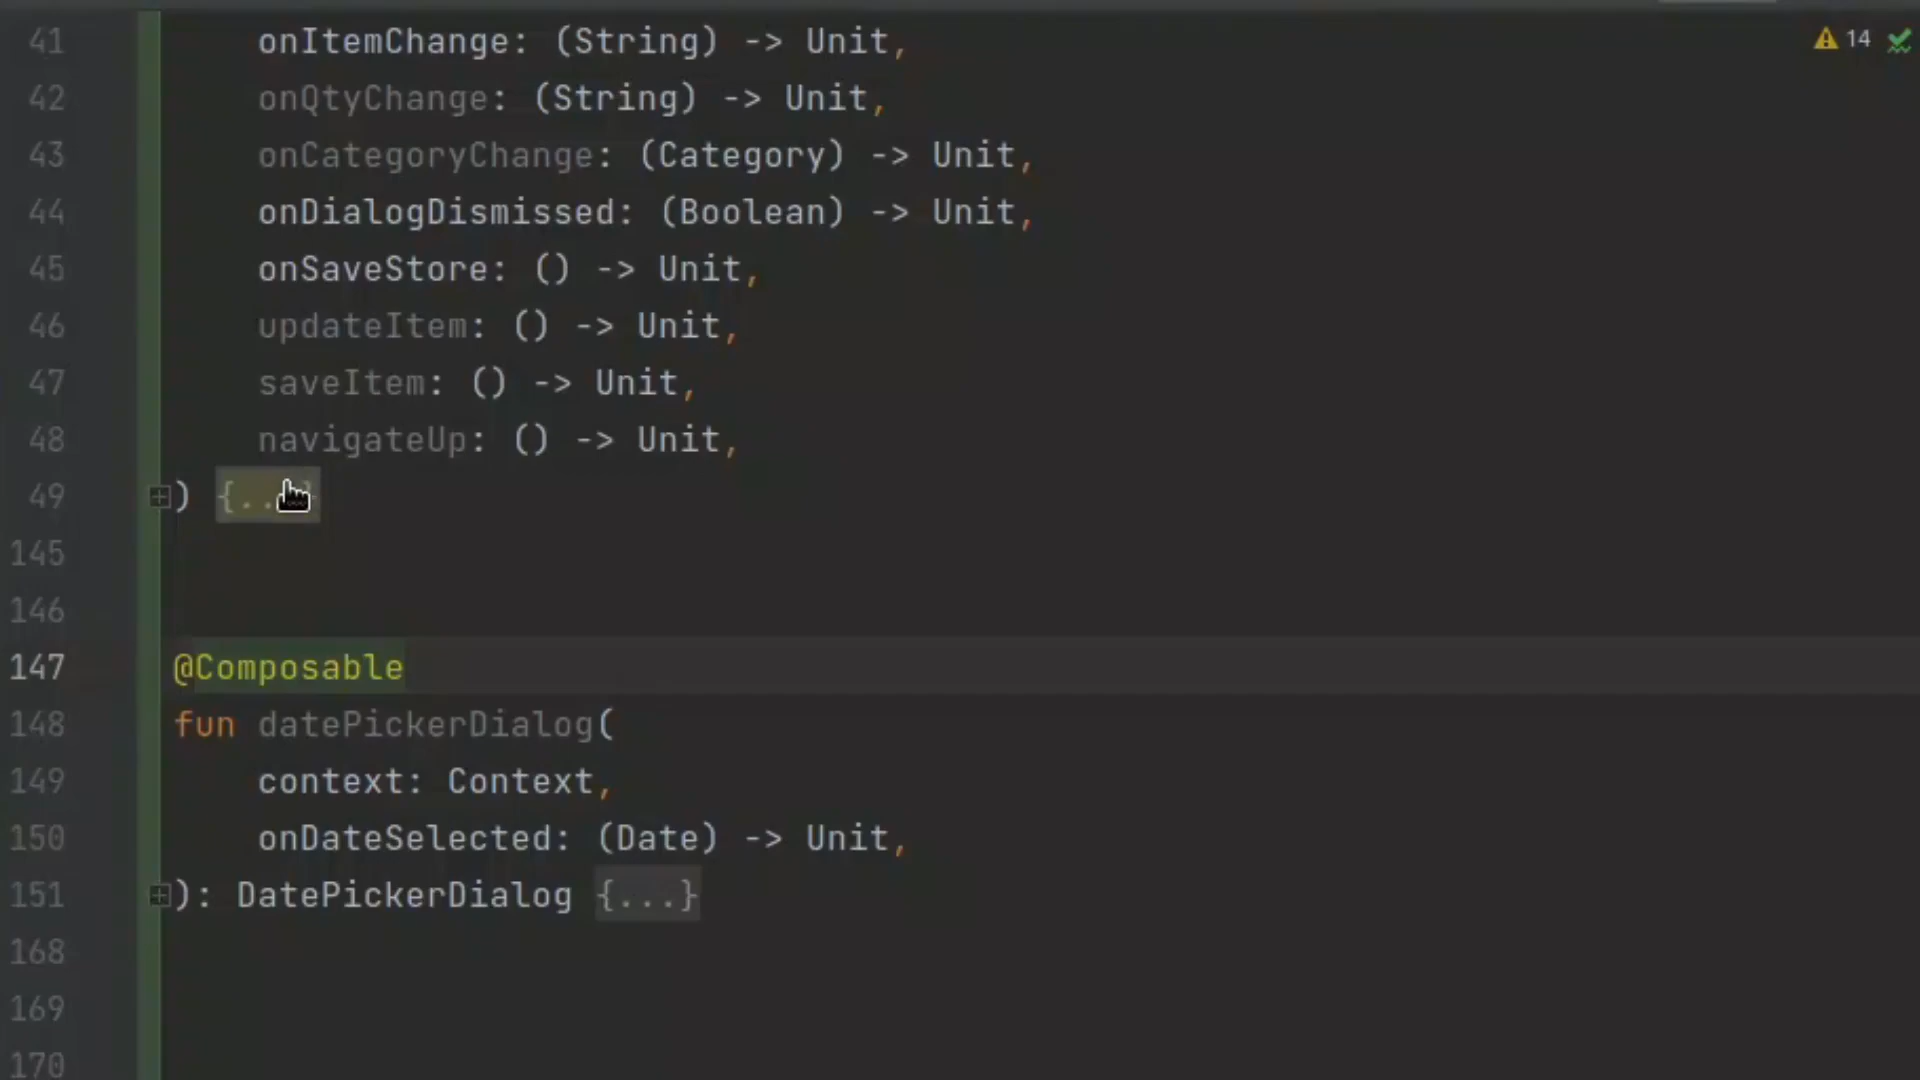 41 onItemChange: (String) -> Unit, 14
42 onQtyChange: (String) -> Unit,
43 onCategoryChange: (Category) -> Unit,
44 onDialogDismissed: (Boolean) -> Unit,
45 onSaveStore: () -> Unit,
46 updateItem: () -> Unit,
47 saveItem: () -> Unit,
48 navigateUp: () -> Unit,
49 ) {...}
145
146
147 @Composable
148 fun datePickerDialog(
149 context: Context,
150 onDateSelected: (Date) -> Unit,
151 ): DatePickerDialog {...}
168
169
170